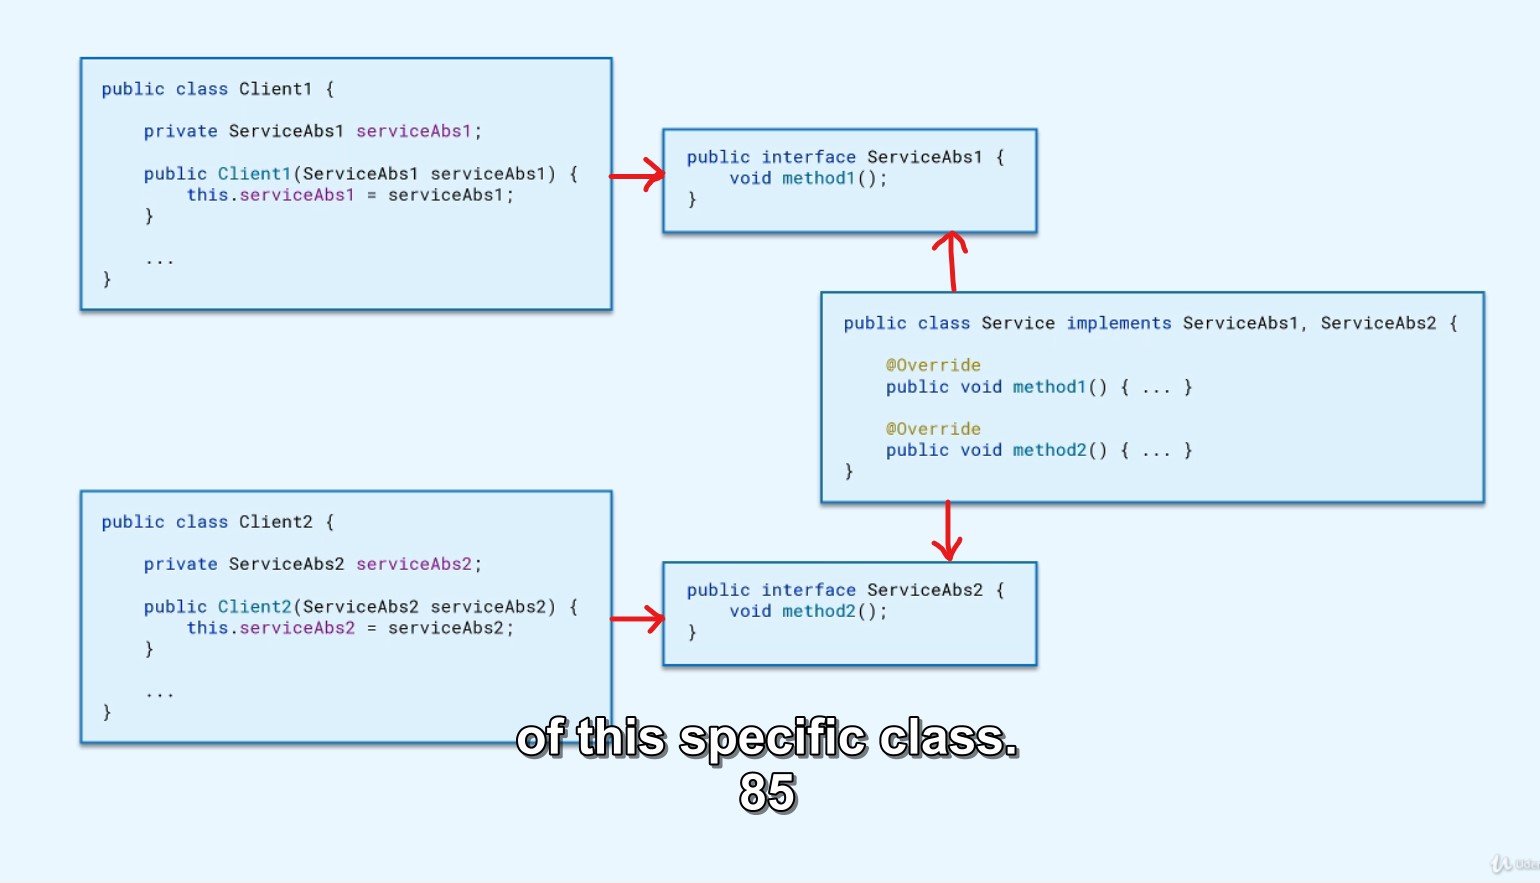 public class Client1 {
private ServiceAbs1 serviceAbs1;
public Client1(ServiceAbs1 serviceAbs1) {
this.serviceAbs1 = serviceAbs1;
}
...
}
public interface ServiceAbs1 {
void method1();
}
public class Service implements ServiceAbs1, ServiceAbs2 {
@Override
public void method1() { ... }
@Override
public void method2() { ... }
}
public class Client2 {
private ServiceAbs2 serviceAbs2;
public Client2(ServiceAbs2 serviceAbs2) {
this.serviceAbs2 = serviceAbs2;
}
...
}
public interface ServiceAbs2 {
void method2();
}
of this specific class.
85